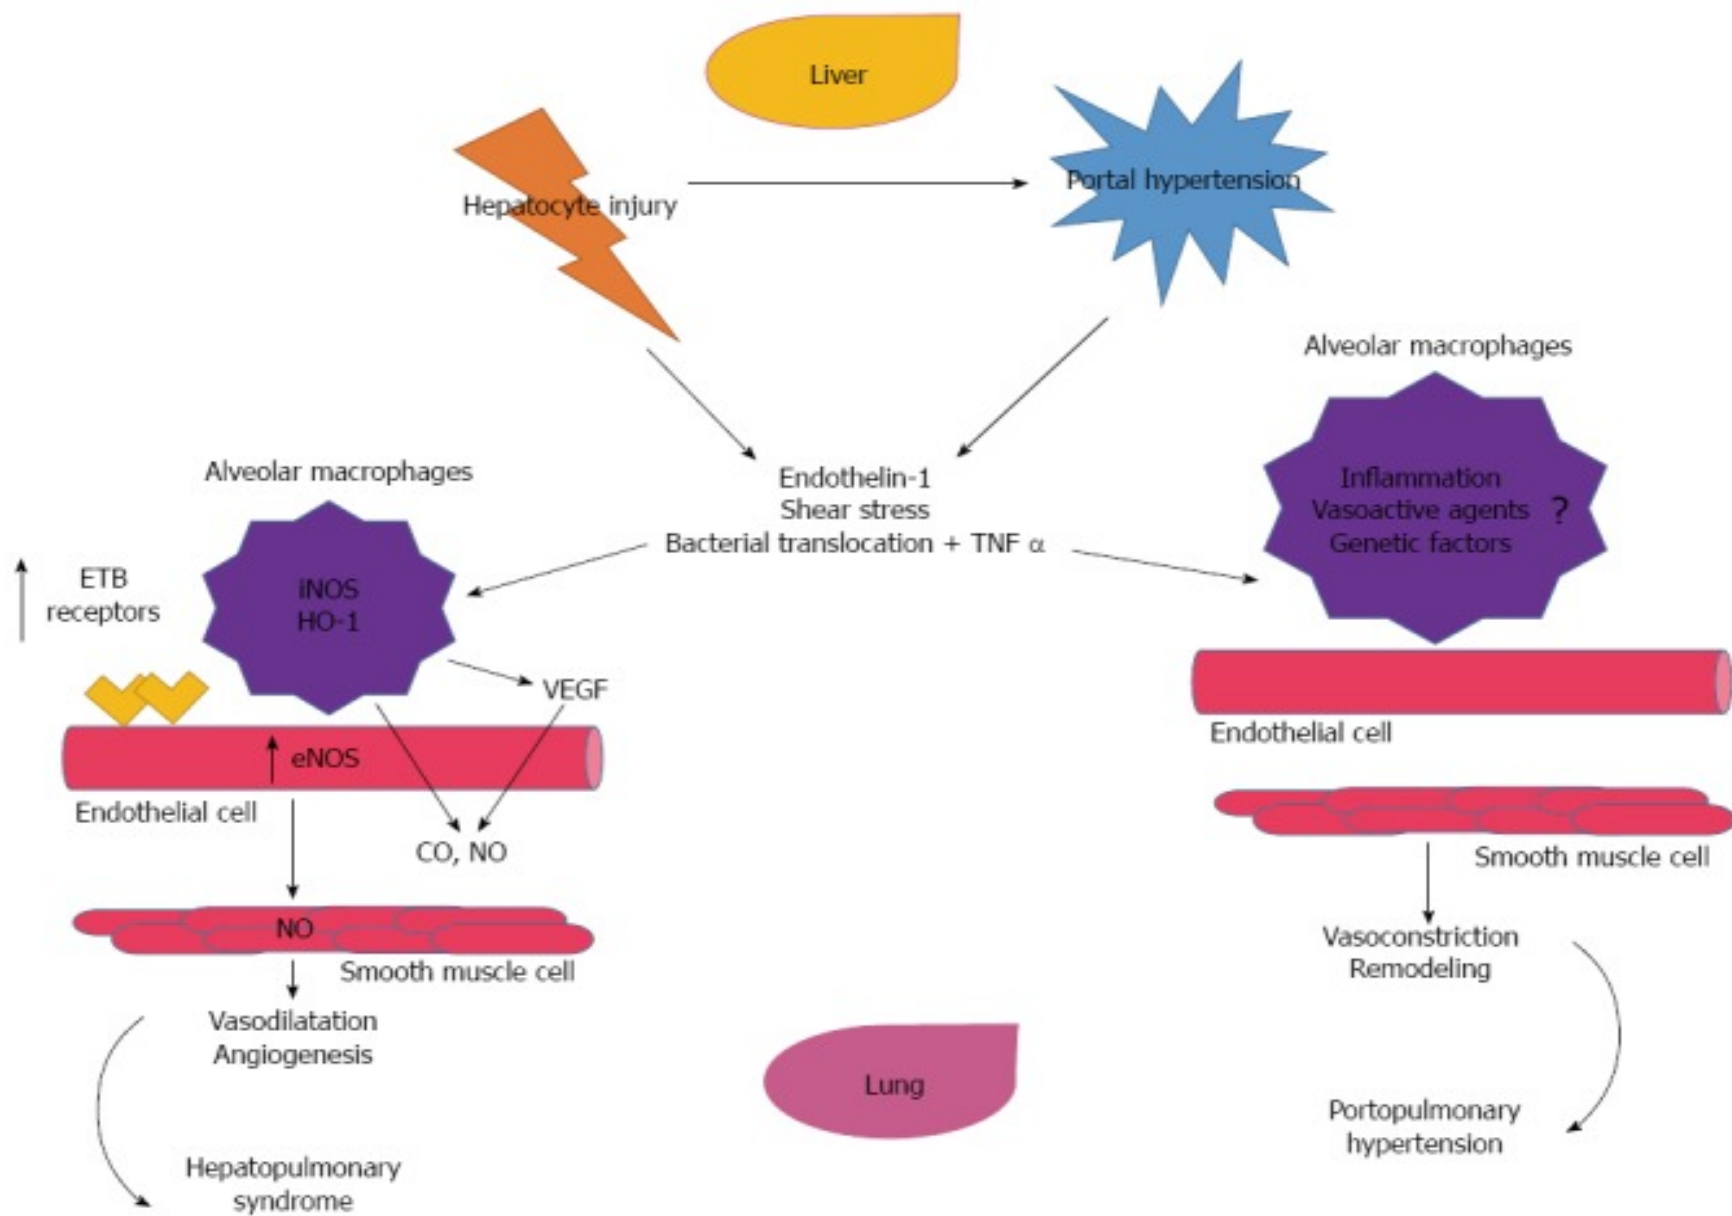 Liver
Hepatocyte injury
Portal hypertension
Alveolar macrophages
Inflammation
Vasoactive agents ?
Genetic factors
Endothelin-1
Shear stress
Bacterial translocation + TNF α
Alveolar macrophages
ETB
receptors
iNOS
HO-1
VEGF
eNOS
Endothelial cell
CO, NO
NO
Smooth muscle cell
Vasodilatation
Angiogenesis
Hepatopulmonary
syndrome
Endothelial cell
Smooth muscle cell
Vasoconstriction
Remodeling
Portopulmonary
hypertension
Lung